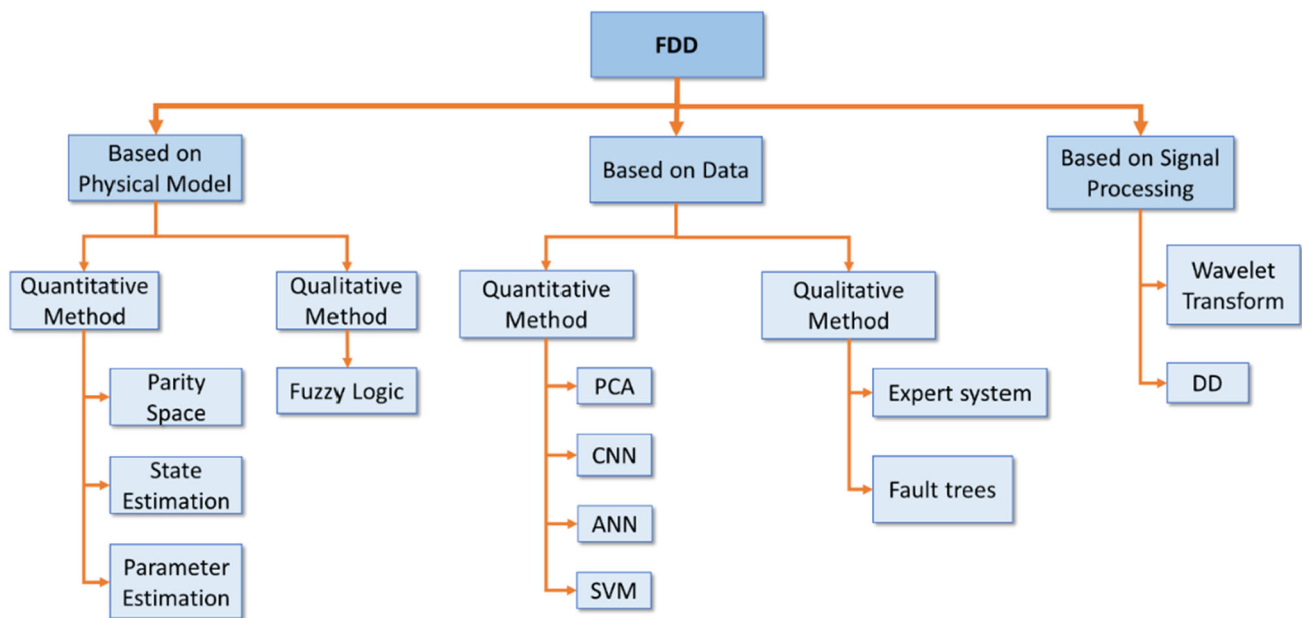 FDD
Based on
Physical Model
Based on Data
Based on Signal
Processing
Quantitative
Method
Qualitative
Method
Quantitative
Method
Qualitative
Method
Wavelet
Transform
Parity
Space
Fuzzy Logic
PCA
Expert system
DD
State
Estimation
CNN
Fault trees
Parameter
Estimation
ANN
SVM